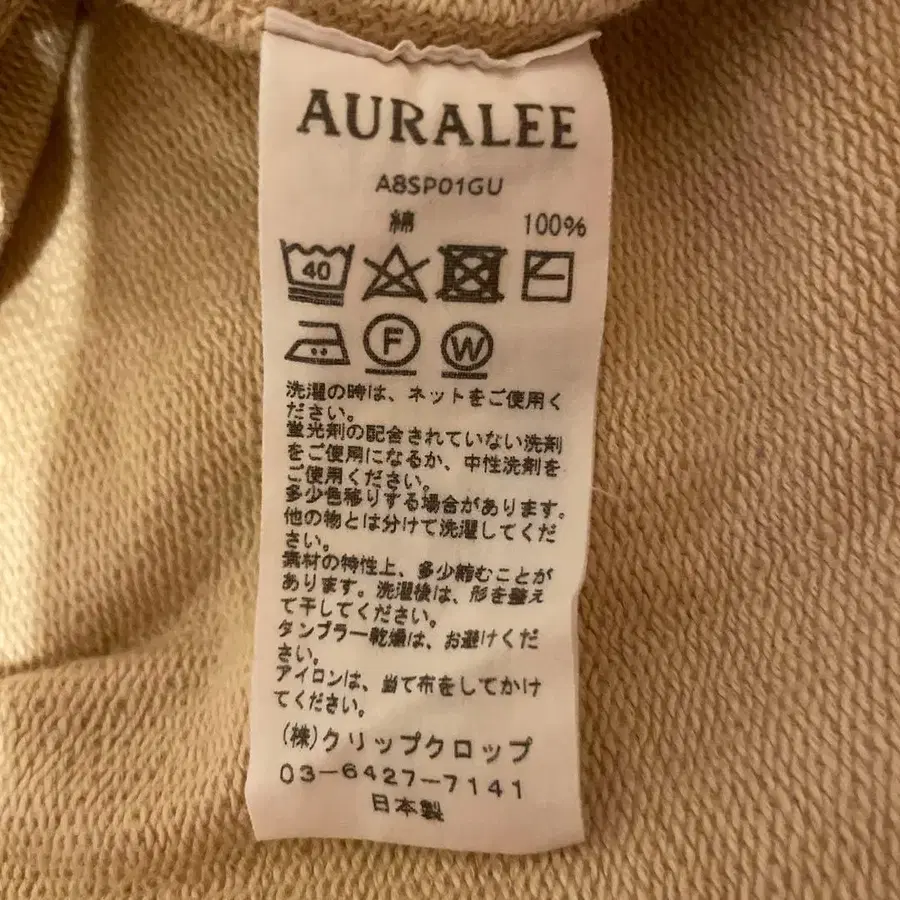 AURALEE
A8SP01GU
綿 100%
40
F W
洗濯の時は、ネットをご使用く
ださい。
蛍光剤の配合されていない洗剤
をご使用になるか、中性洗剤を
ご使用ください。
多少色移りする場合があります。
他の物とは分けて洗濯してくだ
さい。
素材の特性上、多少縮むことが
あります。洗濯後は、形を整え
て干してください。
タンブラー乾燥は、お避けくだ
さい。
アイロンは、当て布をしてかけ
てください。
(株)クリップクロップ
03-6427-7141
日本製